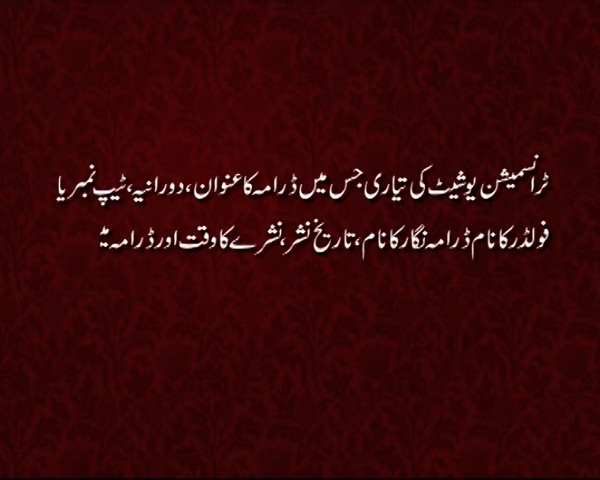 ٹرانسمیشن یوشیٹ کی تیاری جس میں ڈرامہ کا عنوان ، دورانیہ، ٹیپ نمبر یا
فولڈر کا نام ڈرامہ نگار کا نام، تاریخ نشر، نشرے کا وقت اور ڈرامہ